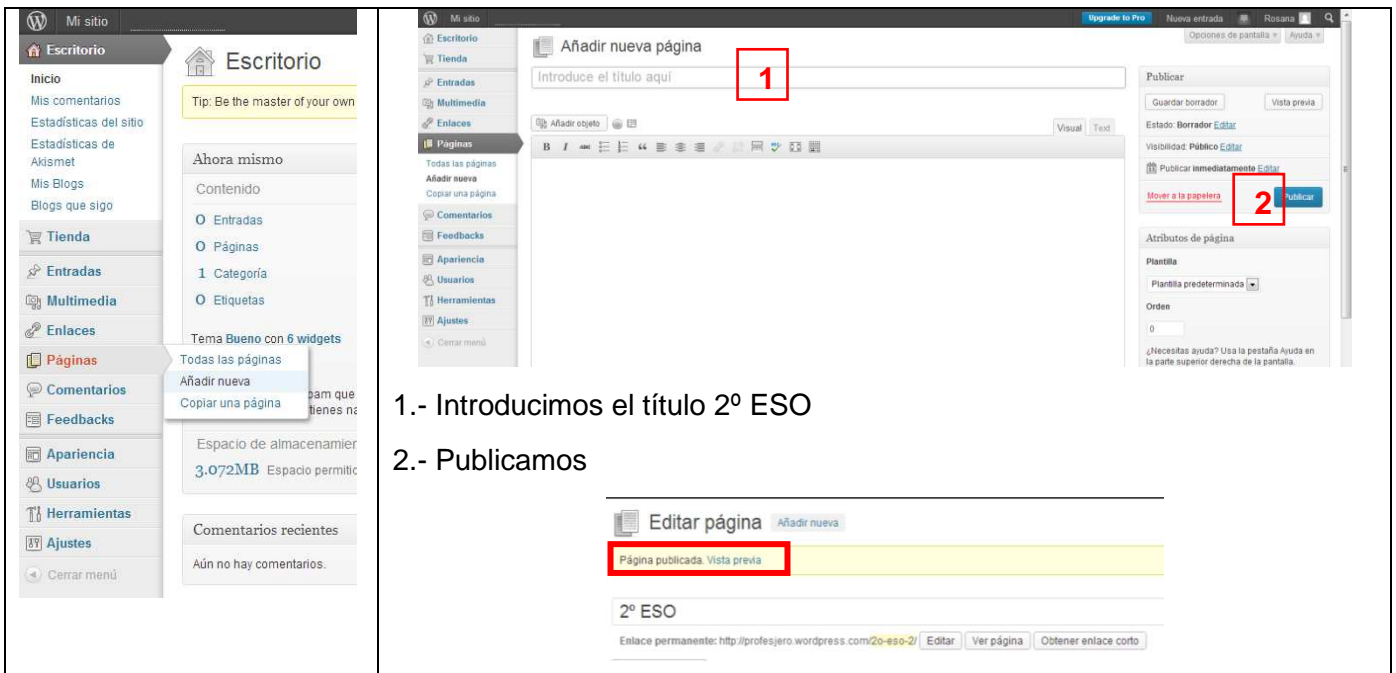 Mi sitio
Escritorio
Inicio
Mis comentarios
Estadísticas del sitio
Estadísticas de
Akismet
Mis Blogs
Blogs que sigo
Tienda
Entradas
Multimedia
Enlaces
Páginas
Comentarios
Feedbacks
Apariencia
Usuarios
Herramientas
Ajustes
Cerrar menú
Escritorio
Tip: Be the master of your own
Ahora mismo
Contenido
0 Entradas
0 Páginas
1 Categoría
0 Etiquetas
Tema Bueno con 6 widgets
Todas las páginas
Añadir nueva
Copiar una página
que
tienes
Espacio de
3.072MB Espacio
Comentarios recientes
Aún no hay comentarios.
Mi sitio
Upgrade to Pro Nueva entrada Rosana
Escritorio
Tienda
Entradas
Multimedia
Enlaces
Páginas
Todas las páginas
Añadir nueva
Copiar una página
Comentarios
Feedbacks
Apariencia
Usuarios
Herramientas
Ajustes
Cerrar menú
Opciones de pantalla Ayuda
Añadir nueva página
Introduce el título aquí
1
Añadir objeto
Visual Text
B I ABC
Publicar
Guardar borrador Vista previa
Estado: Borrador Editar
Visibilidad: Público Editar
Publicar inmediatamente Editar
Mover a la papelera 2 Publicar
Atributos de página
Plantilla
Plantilla predeterminada
Orden
0
¿Necesitas ayuda? Usa la pestaña Ayuda en
la parte superior derecha de la pantalla.
1.- Introducimos el título 2º ESO
2.- Publicamos
Editar página Añadir nueva
Página publicada. Vista previa
2º ESO
Enlace permanente: http://profesjero.wordpress.com/2o-eso-2/ Editar Ver página Obtener enlace corto